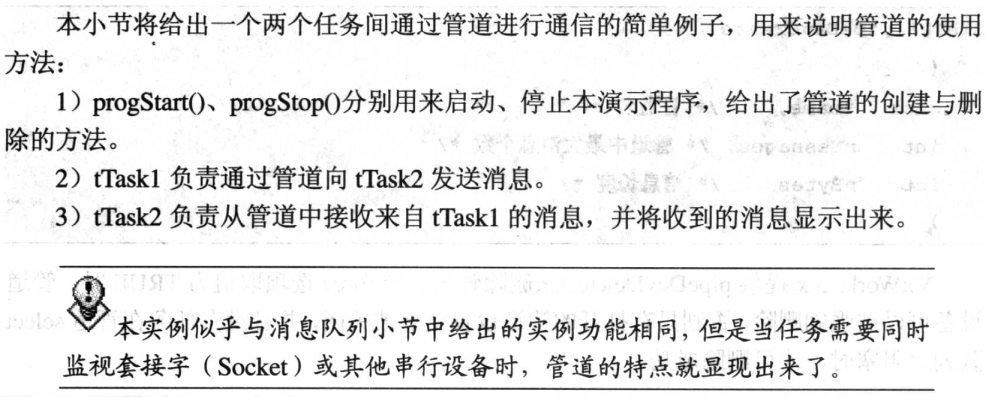 本小节将给出一个两个任务间通过管道进行通信的简单例子，用来说明管道的使用
方法：
1）progStart()、progStop()分别用来启动、停止本演示程序，给出了管道的创建与删
除的方法。
2）tTask1 负责通过管道向 tTask2 发送消息。
3）tTask2 负责从管道中接收来自 tTask1 的消息，并将收到的消息显示出来。
本实例似乎与消息队列小节中给出的实例功能相同，但是当任务需要同时
监视套接字（Socket）或其他串行设备时，管道的特点就显现出来了。